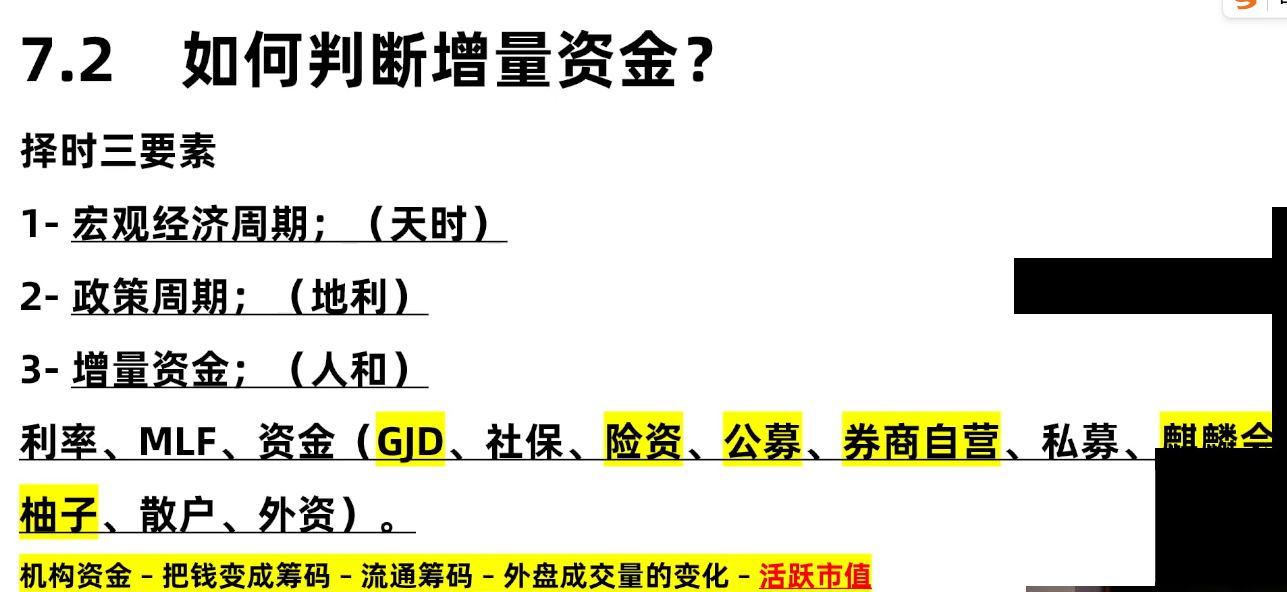 7.2 如何判断增量资金?
择时三要素
1- 宏观经济周期；（天时）
2- 政策周期；（地利）
3- 增量资金；（人和）
利率、MLF、资金（GJD、社保、险资、公募、券商自营、私募、麒麟会
柚子、散户、外资）。
机构资金 – 把钱变成筹码 – 流通筹码 – 外盘成交量的变化 – 活跃市值